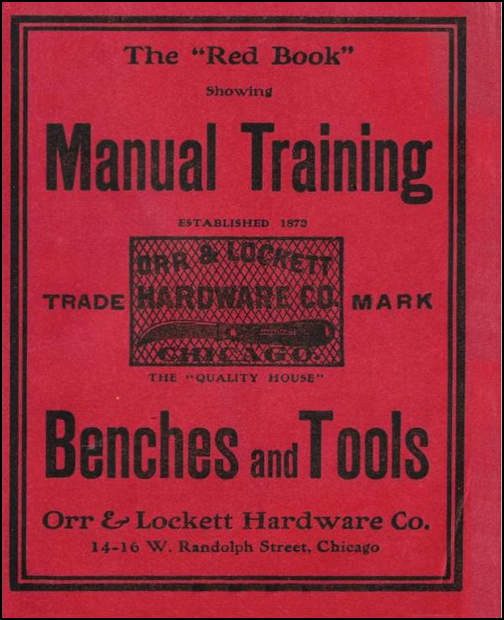 The "Red Book"
Showing
Manual Training
ESTABLISHED 1872
ORR & LOCKETT
TRADE HARDWARE CO. MARK
CHICAGO.
THE "QUALITY HOUSE"
Benches and Tools
Orr & Lockett Hardware Co.
14-16 W. Randolph Street, Chicago